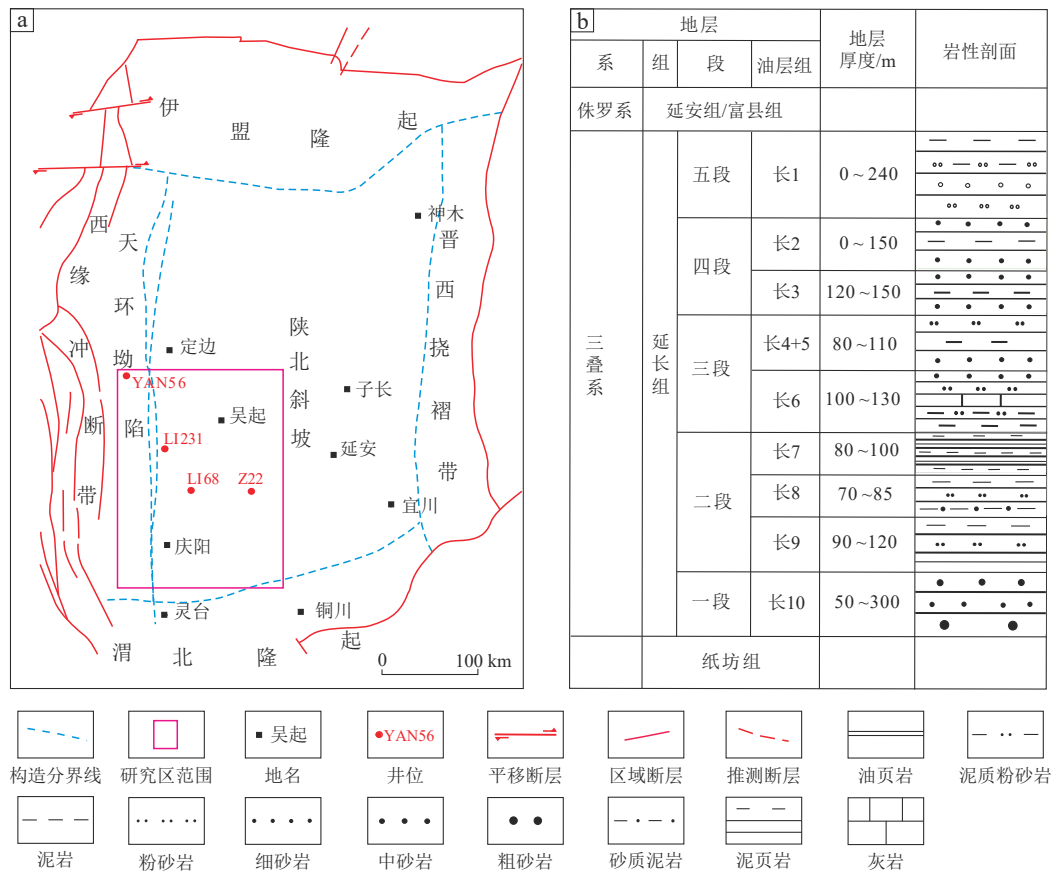 a
伊盟隆起
西缘冲断带
天环坳陷
神木
晋西挠褶带
陕北斜坡
定边
YAN56
子长
吴起
LI231
延安
LI68
Z22
宜川
庆阳
灵台
铜川
渭北隆起
0 100 km
b
地层
地层厚度/m
岩性剖面
系 组 段 油层组
侏罗系 延安组/富县组
三叠系
延长组
五段 长1 0~240
四段 长2 0~150
长3 120~150
三段 长4+5 80~110
长6 100~130
二段 长7 80~100
长8 70~85
长9 90~120
一段 长10 50~300
纸坊组
吴起
YAN56
构造分界线 研究区范围 地名 井位 平移断层 区域断层 推测断层 油页岩 泥质粉砂岩
泥岩 粉砂岩 细砂岩 中砂岩 粗砂岩 砂质泥岩 泥页岩 灰岩